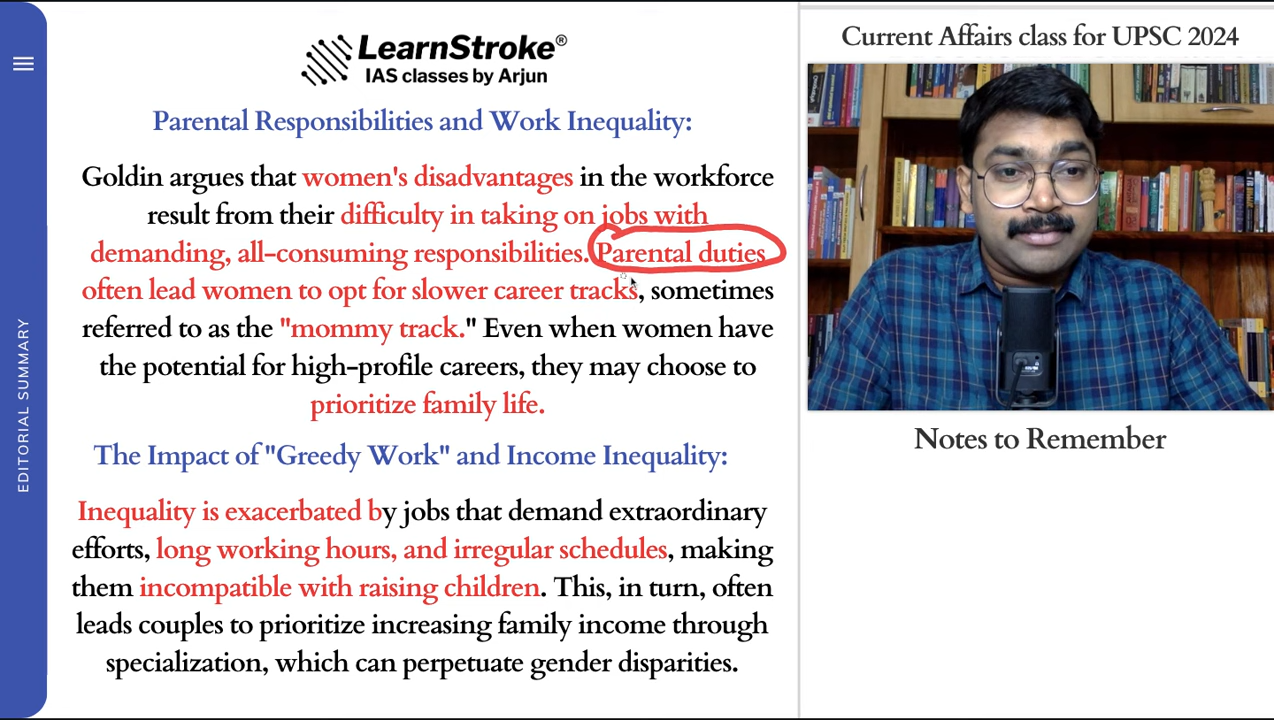 LearnStroke®
IAS classes by Arjun
Parental Responsibilities and Work Inequality:
Goldin argues that women's disadvantages in the workforce
result from their difficulty in taking on jobs with
demanding, all-consuming responsibilities. Parental duties
often lead women to opt for slower career tracks, sometimes
referred to as the "mommy track." Even when women have
the potential for high-profile careers, they may choose to
prioritize family life.
The Impact of "Greedy Work" and Income Inequality:
Inequality is exacerbated by jobs that demand extraordinary
efforts, long working hours, and irregular schedules, making
them incompatible with raising children. This, in turn, often
leads couples to prioritize increasing family income through
specialization, which can perpetuate gender disparities.
EDITORIAL SUMMARY
Current Affairs class for UPSC 2024
Notes to Remember